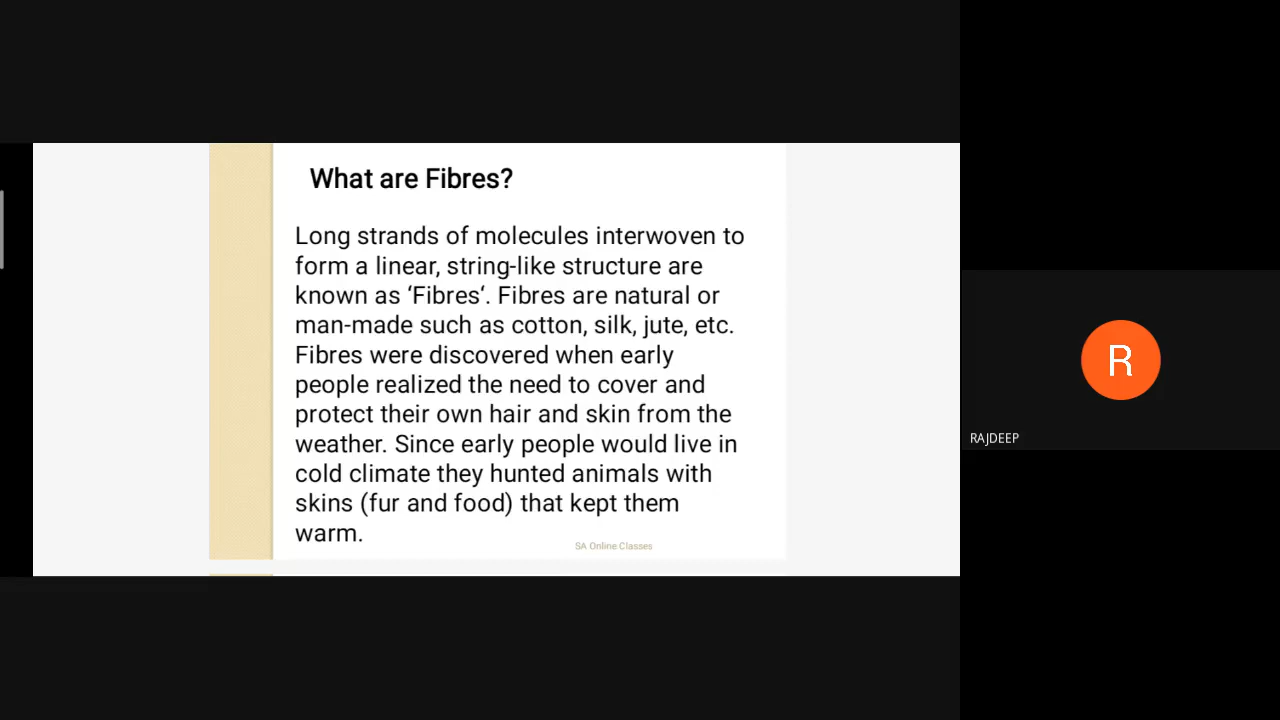 What are Fibres?
Long strands of molecules interwoven to
form a linear, string-like structure are
known as ‘Fibres‘. Fibres are natural or
man-made such as cotton, silk, jute, etc.
Fibres were discovered when early
people realized the need to cover and
protect their own hair and skin from the
weather. Since early people would live in
cold climate they hunted animals with
skins (fur and food) that kept them
warm.
SA Online Classes
R
RAJDEEP